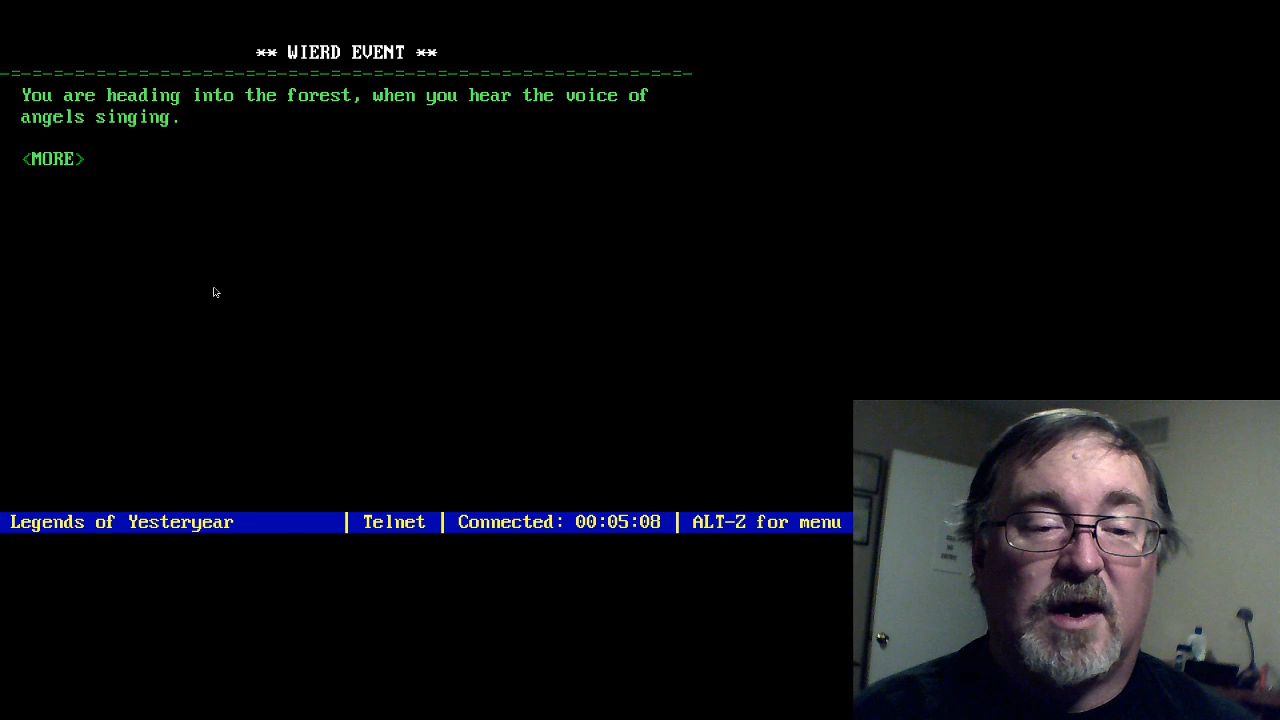 ** WIERD EVENT **
-=-=-=-=-=-=-=-=-=-=-=-=-=-=-=-=-=-=-=-=-=-=-=-=-=-=-=-=-=-=-=-=-
You are heading into the forest, when you hear the voice of
angels singing.
<MORE>
Legends of Yesteryear | Telnet | Connected: 00:05:08 | ALT-Z for menu